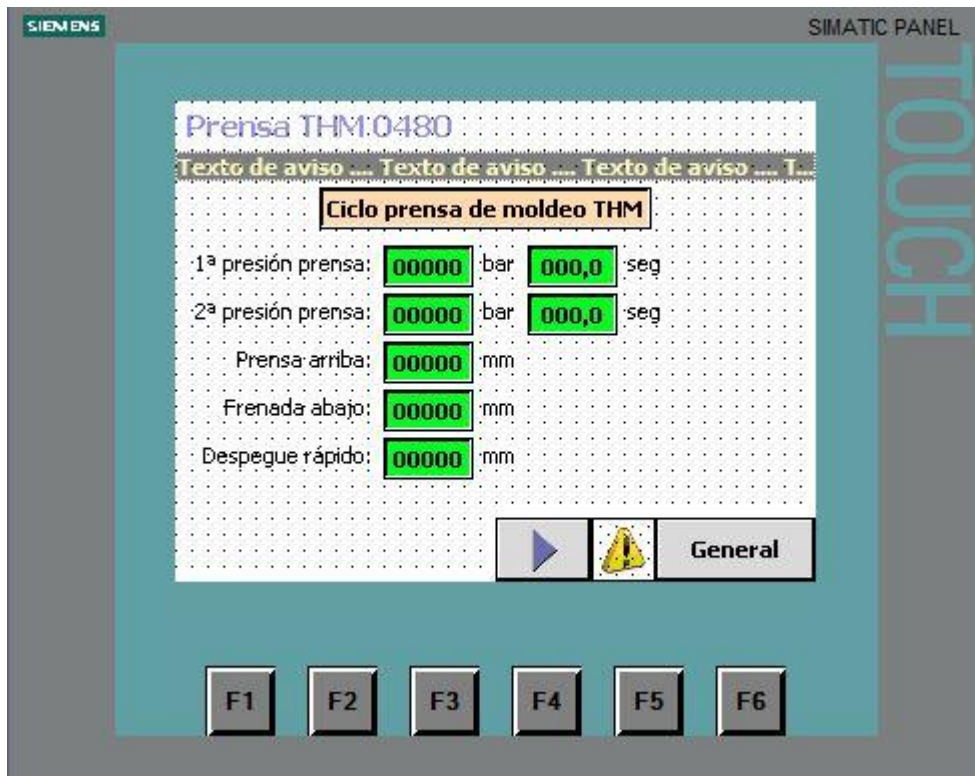 SIEMENS
SIMATIC PANEL
TOUCH
Prensa THM 0480
Texto de aviso .... Texto de aviso .... Texto de aviso .... T...
Ciclo prensa de moldeo THM
1ª presión prensa: 00000 bar 000,0 seg
2ª presión prensa: 00000 bar 000,0 seg
Prensa arriba: 00000 mm
Frenada abajo: 00000 mm
Despegue rápido: 00000 mm
General
F1 F2 F3 F4 F5 F6